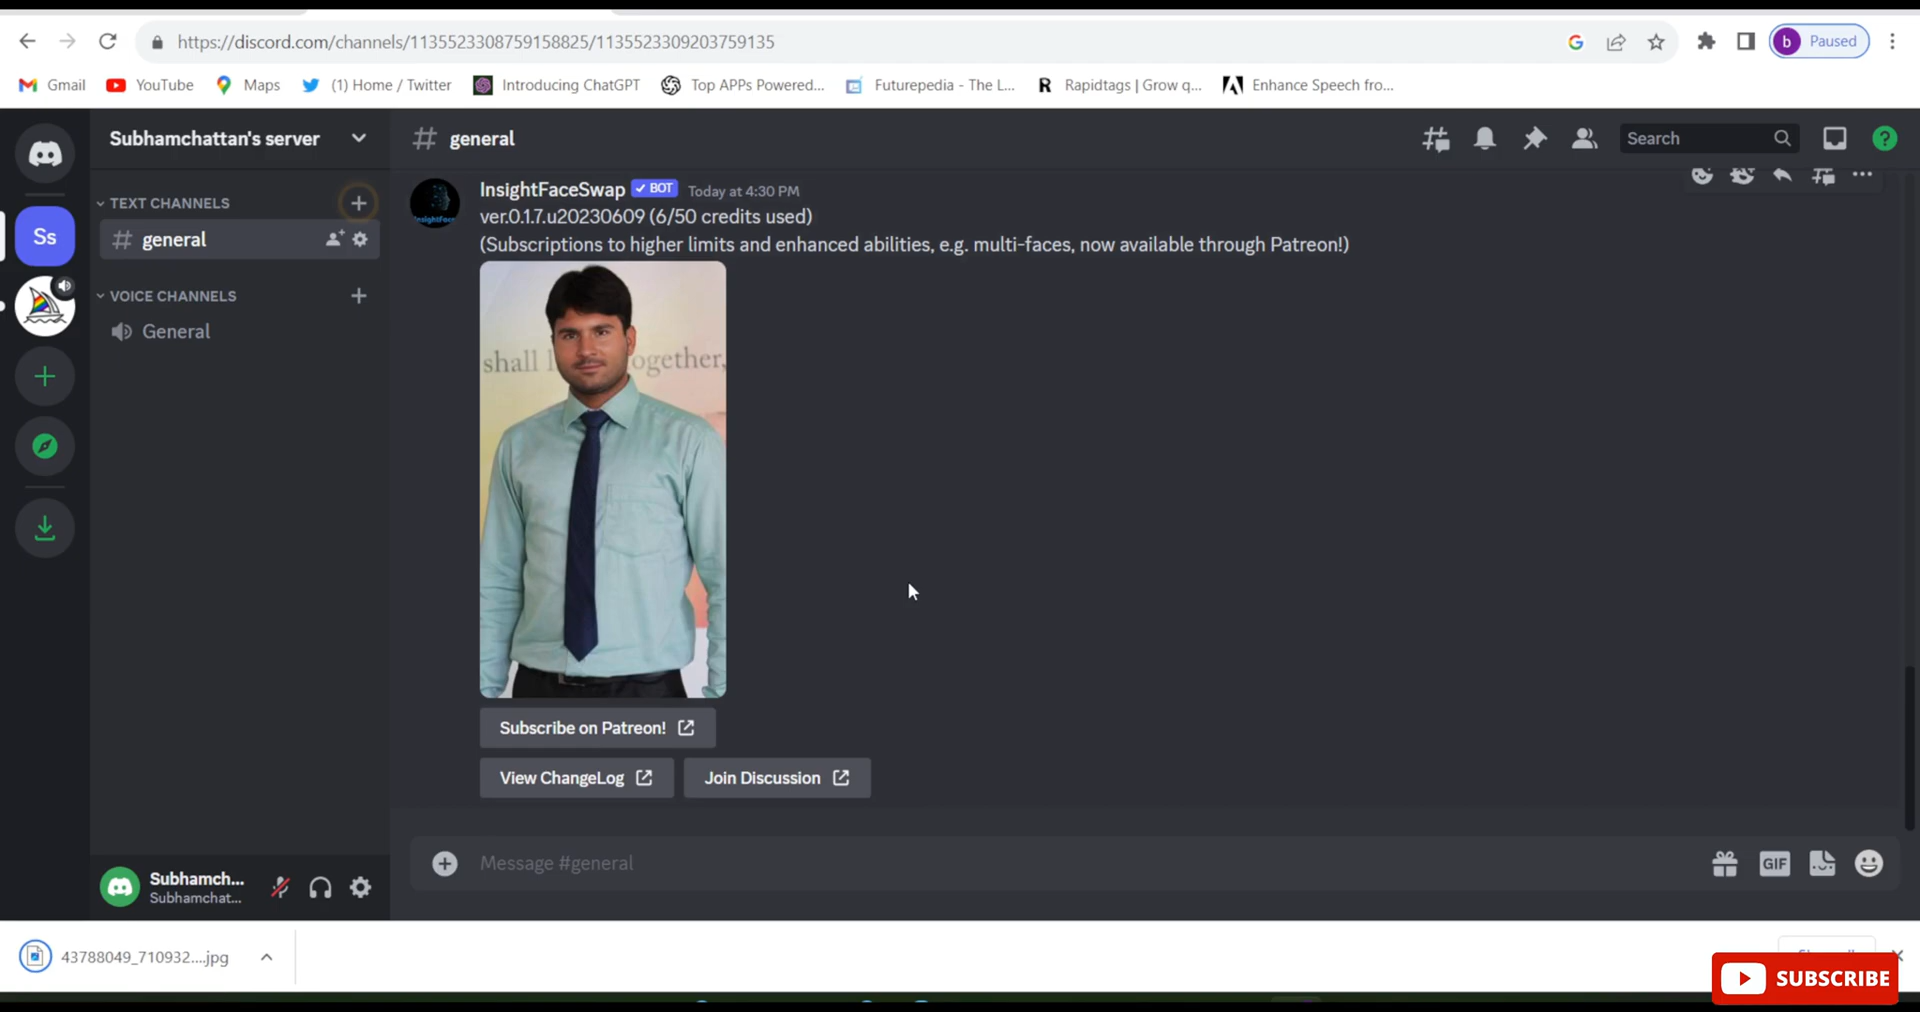 https://discord.com/channels/1135523308759158825/1135523309203759135
b Paused
Gmail YouTube Maps (1) Home / Twitter Introducing ChatGPT Top APPs Powered... Futurepedia - The L... R Rapidtags | Grow q... Enhance Speech fro...
Subhamchattan's server
general
Search
TEXT CHANNELS
Ss
general
VOICE CHANNELS
General
InsightFaceSwap BOT Today at 4:30 PM
ver.0.1.7.u20230609 (6/50 credits used)
(Subscriptions to higher limits and enhanced abilities, e.g. multi-faces, now available through Patreon!)
shall ogether,
Subscribe on Patreon!
View ChangeLog Join Discussion
Message #general
GIF
Subhamch...
Subhamchat...
43788049_710932....jpg
SUBSCRIBE